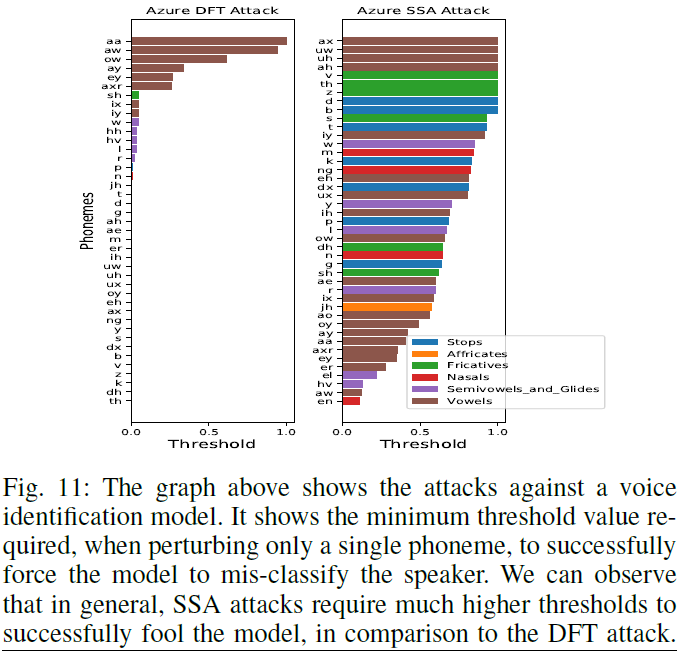 Azure DFT Attack
Phonemes
aa
aw
ow
ay
ey
axr
sh
ix
iy
w
hh
hv
l
r
p
n
jh
t
d
g
ah
ae
m
er
ih
uw
uh
ux
oy
eh
ax
ng
y
s
dx
b
v
z
k
dh
th
0.0 0.5 1.0
Threshold
Azure SSA Attack
ax
uw
uh
ah
v
th
z
d
b
s
t
iy
w
m
k
ng
eh
dx
ux
y
ih
p
l
ow
dh
n
g
sh
ae
r
ix
jh
ao
oy
ay
aa
axr
ey
er
el
hv
aw
en
0.0 0.5 1.0
Threshold
Stops
Affricates
Fricatives
Nasals
Semivowels_and_Glides
Vowels
Fig. 11: The graph above shows the attacks against a voice
identification model. It shows the minimum threshold value re-
quired, when perturbing only a single phoneme, to successfully
force the model to mis-classify the speaker. We can observe
that in general, SSA attacks require much higher thresholds to
successfully fool the model, in comparison to the DFT attack.